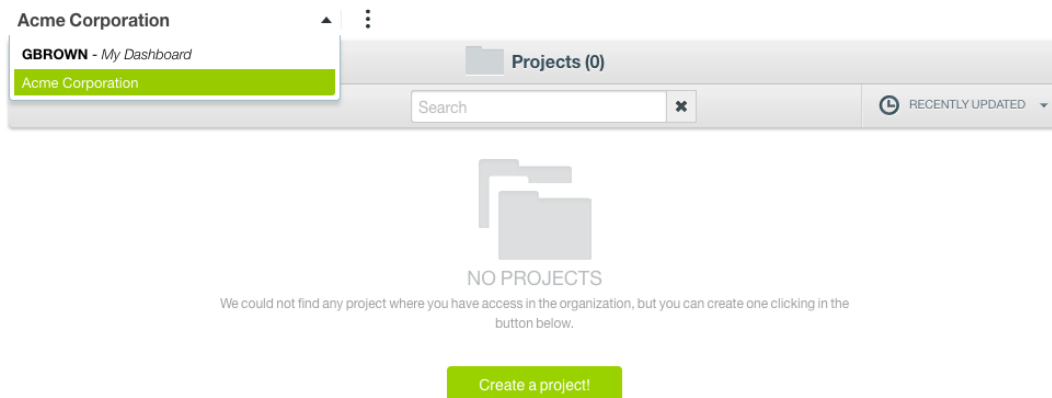 Acme Corporation
GBROWN - My Dashboard
Acme Corporation
Projects (0)
Search
RECENTLY UPDATED
NO PROJECTS
We could not find any project where you have access in the organization, but you can create one clicking in the
button below.
Create a project!